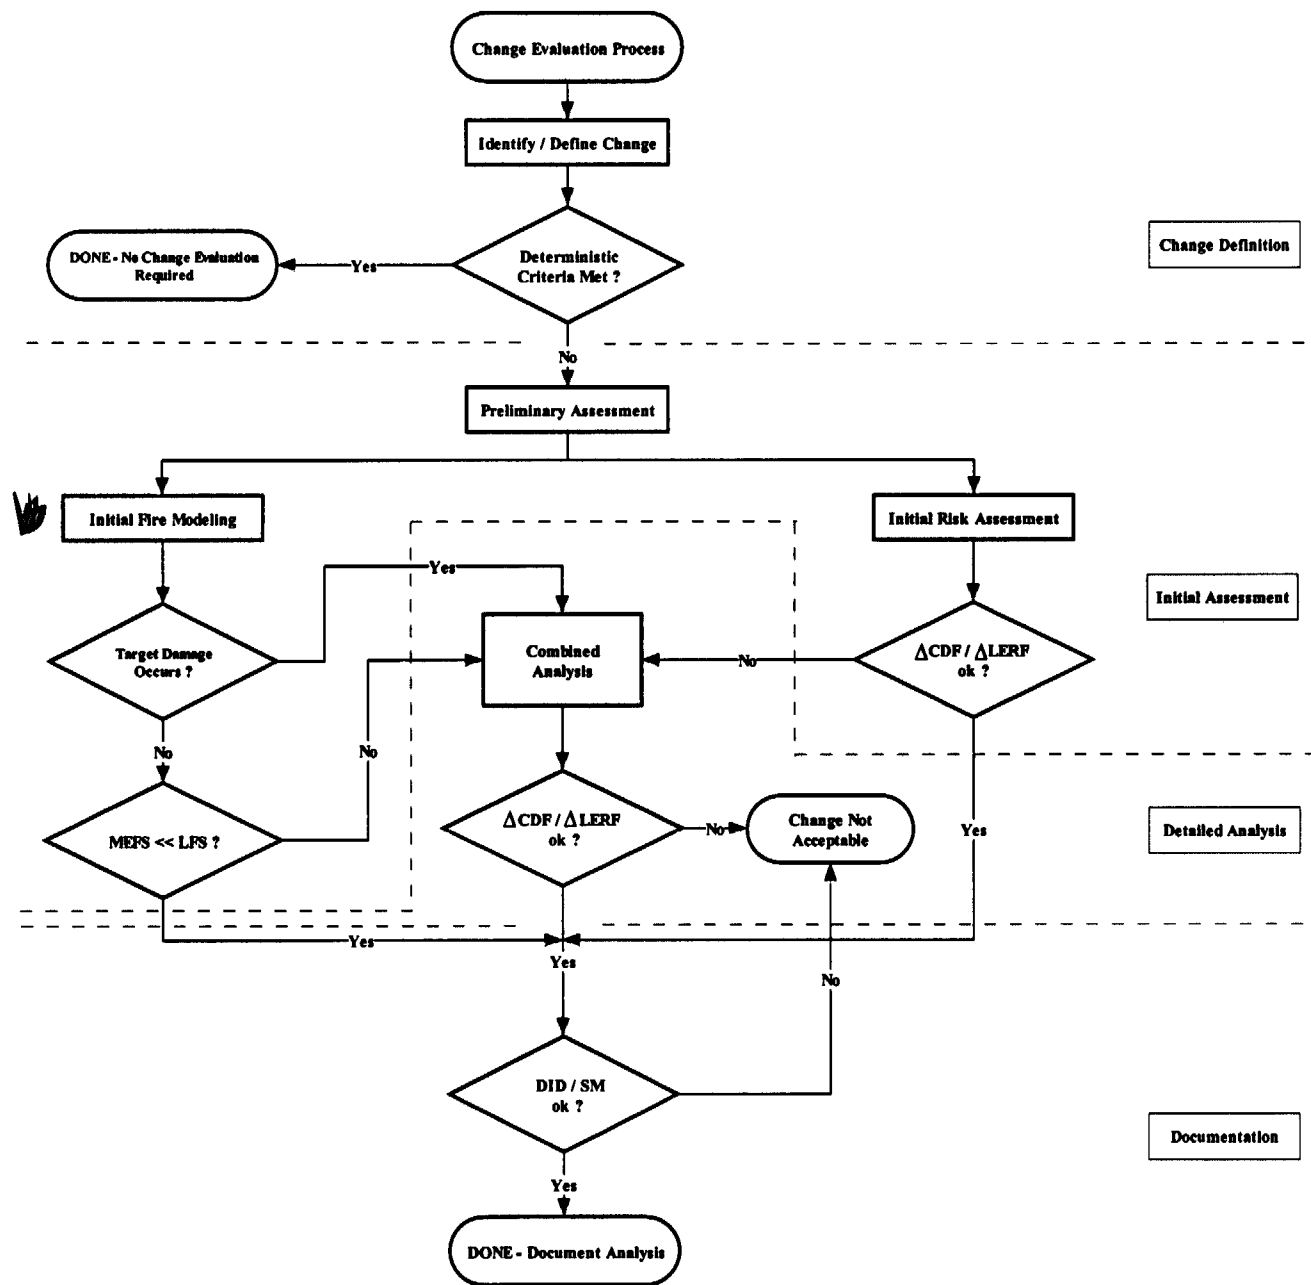 Change Evaluation Process
Identify / Define Change
Deterministic
Criteria Met ?
Yes
DONE - No Change Evaluation
Required
Change Definition
No
Preliminary Assessment
Initial Fire Modeling
Initial Risk Assessment
Yes
Initial Assessment
Target Damage
Occurs ?
Combined
Analysis
No
ΔCDF / ΔLERF
ok ?
No
No
MEFS << LFS ?
ΔCDF / ΔLERF
ok ?
No
Change Not
Acceptable
Yes
Detailed Analysis
Yes
Yes
No
DID / SM
ok ?
Documentation
Yes
DONE - Document Analysis